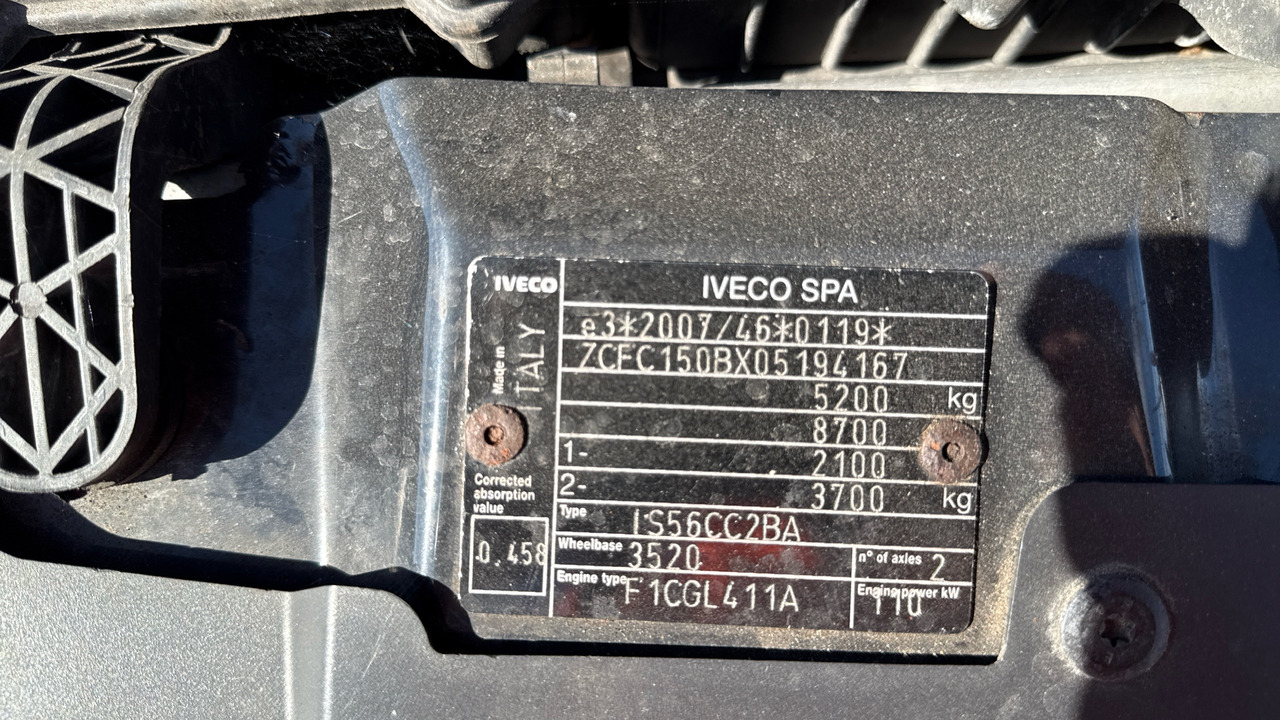 IVECO
IVECO SPA
Made in
ITALY
e3*2007/46*0119*
ZCFC150BX05194167
5200 kg
8700
1- 2100
2- 3700 kg
Corrected
absorption
value
0.458
Type IS56CC2BA
Wheelbase 3520 n° of axles 2
Engine type F1CGL411A Engine power kW 110